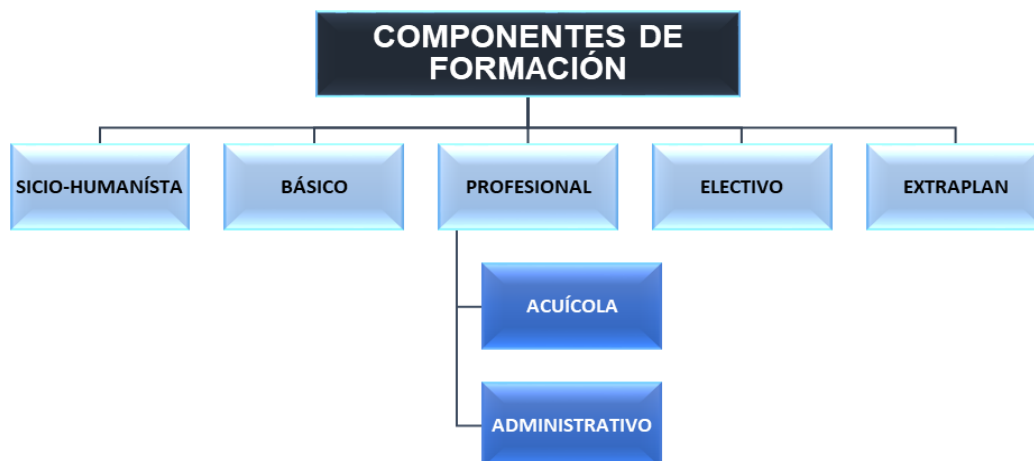 COMPONENTES DE
FORMACIÓN
SICIO-HUMANÍSTA
BÁSICO
PROFESIONAL
ELECTIVO
EXTRAPLAN
ACUÍCOLA
ADMINISTRATIVO